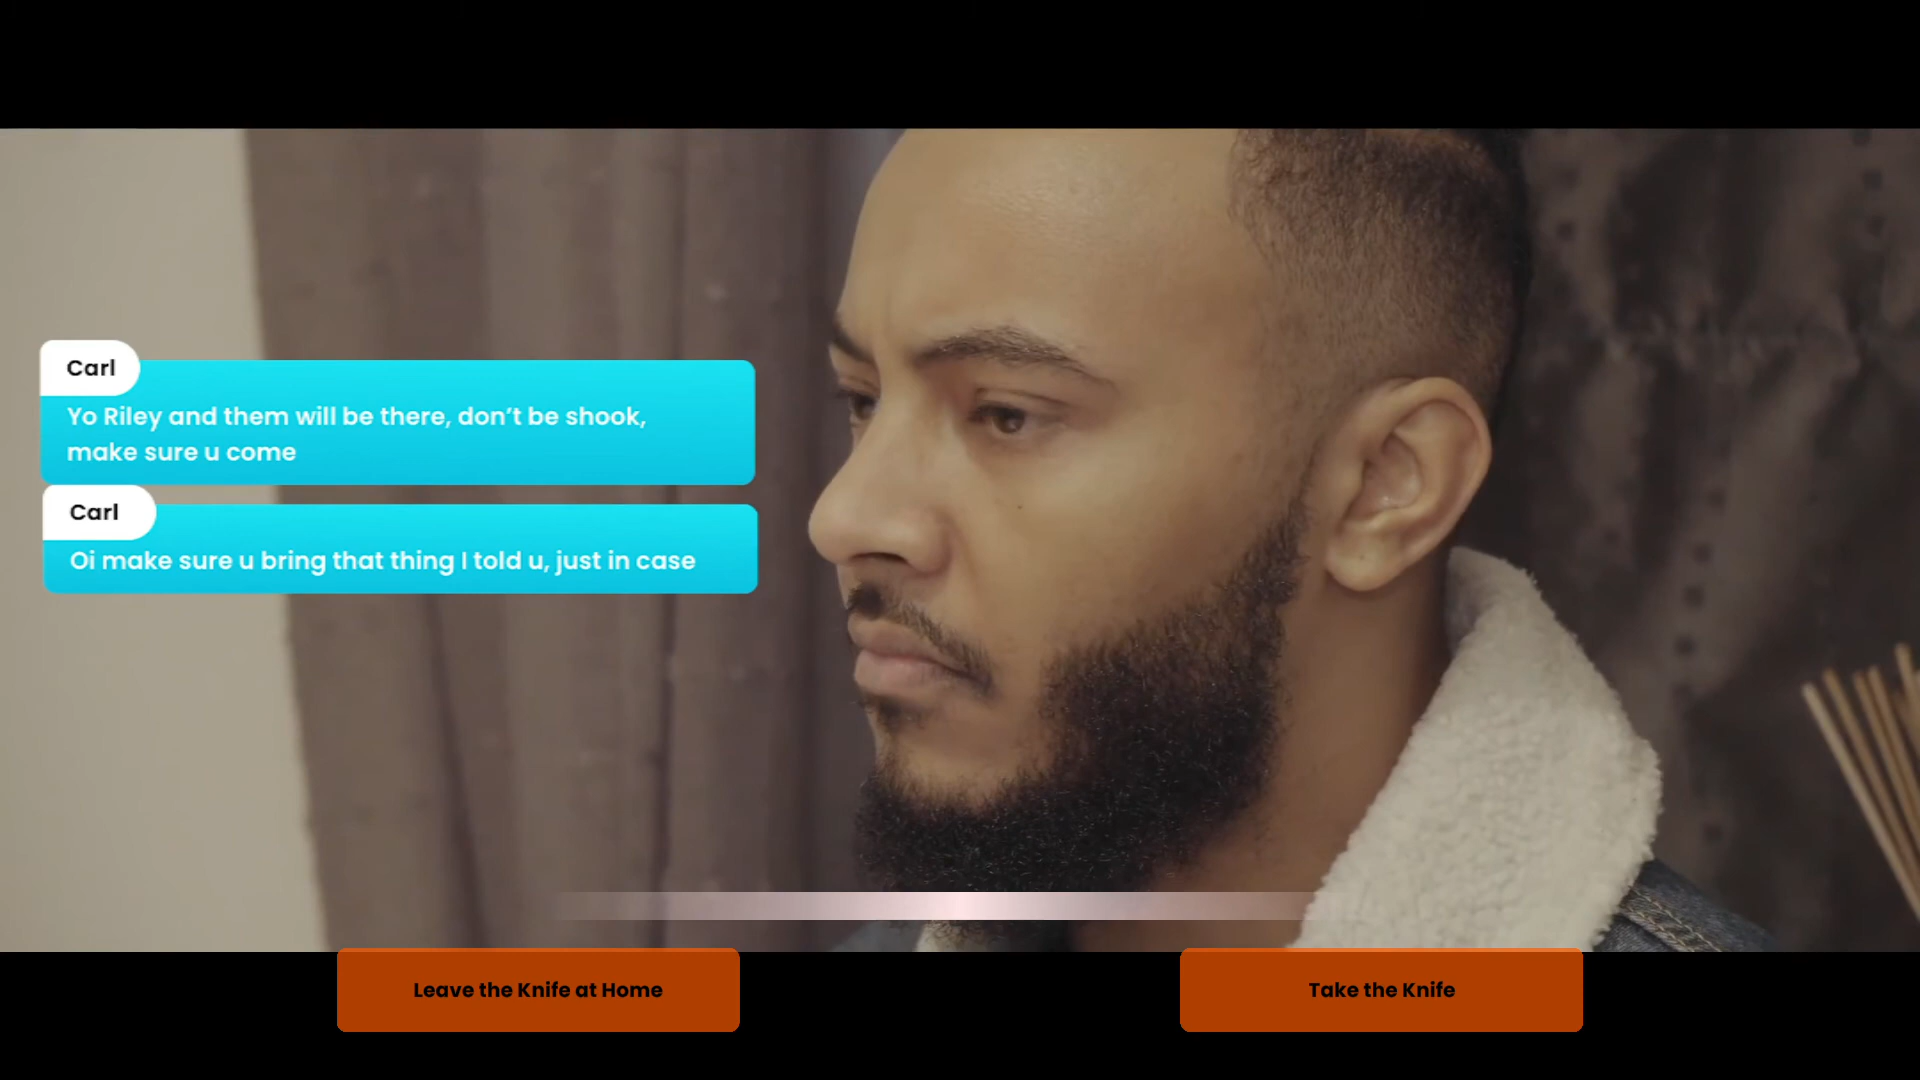 Carl
Yo Riley and them will be there, don't be shook,
make sure u come
Carl
Oi make sure u bring that thing I told u, just in case
Leave the Knife at Home
Take the Knife